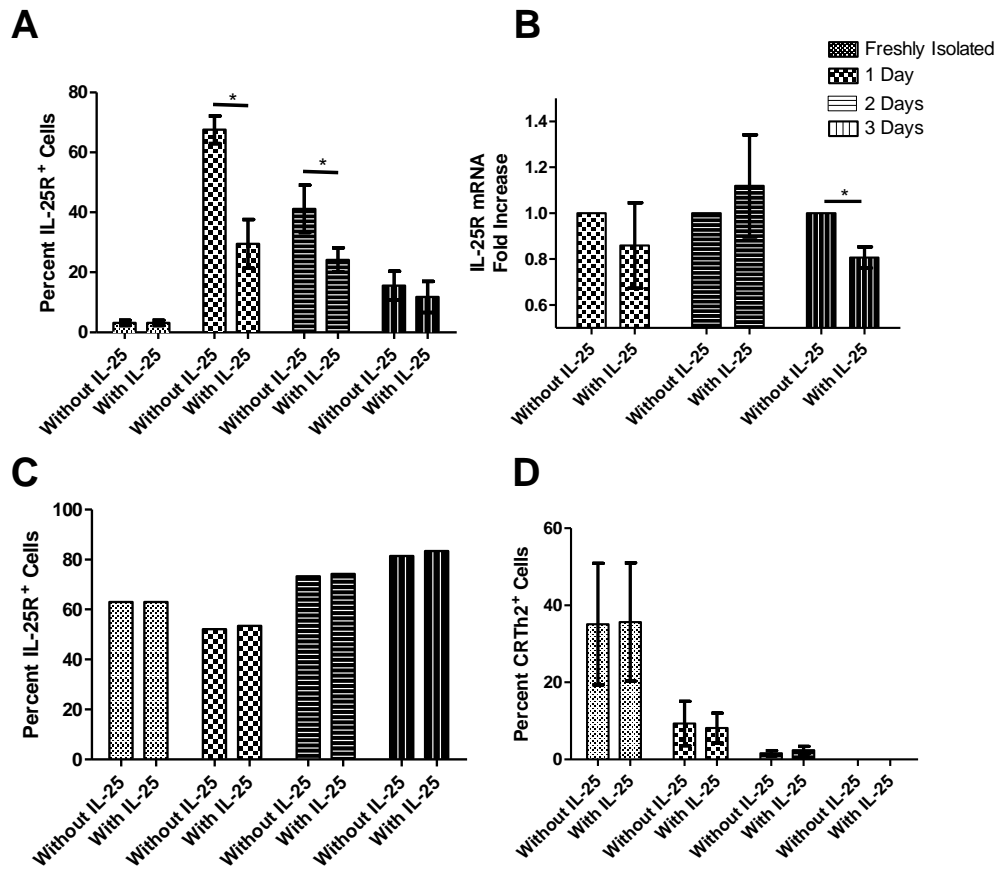 A
Percent IL-25R+ Cells
80
60
40
20
0
*
*
Without IL-25
With IL-25
Without IL-25
With IL-25
Without IL-25
With IL-25
Without IL-25
With IL-25
B
Freshly Isolated
1 Day
2 Days
3 Days
IL-25R mRNA
Fold Increase
1.4
1.2
1.0
0.8
0.6
*
Without IL-25
With IL-25
Without IL-25
With IL-25
Without IL-25
With IL-25
C
Percent IL-25R+ Cells
100
80
60
40
20
0
Without IL-25
With IL-25
Without IL-25
With IL-25
Without IL-25
With IL-25
Without IL-25
With IL-25
D
Percent CRTh2+ Cells
60
40
20
0
Without IL-25
With IL-25
Without IL-25
With IL-25
Without IL-25
With IL-25
Without IL-25
With IL-25